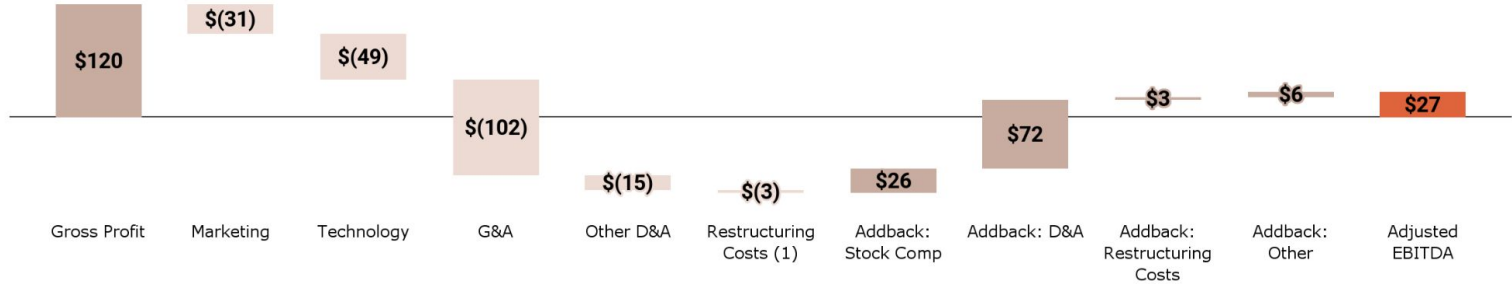 $120
$(31)
$(49)
$(102)
$(15)
$(3)
$26
$72
$3
$6
$27
Gross Profit
Marketing
Technology
G&A
Other D&A
Restructuring
Costs (1)
Addback:
Stock Comp
Addback: D&A
Addback:
Restructuring
Costs
Addback:
Other
Adjusted
EBITDA